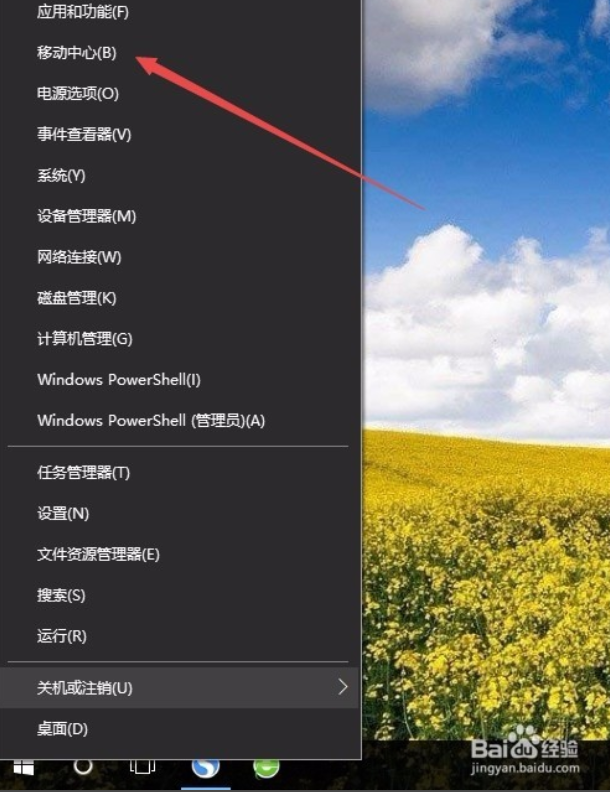 应用和功能(F)
移动中心(B)
电源选项(O)
事件查看器(V)
系统(Y)
设备管理器(M)
网络连接(W)
磁盘管理(K)
计算机管理(G)
Windows PowerShell(I)
Windows PowerShell (管理员)(A)
任务管理器(T)
设置(N)
文件资源管理器(E)
搜索(S)
运行(R)
关机或注销(U)
桌面(D)
Bai du 经验
jingyan.baidu.com